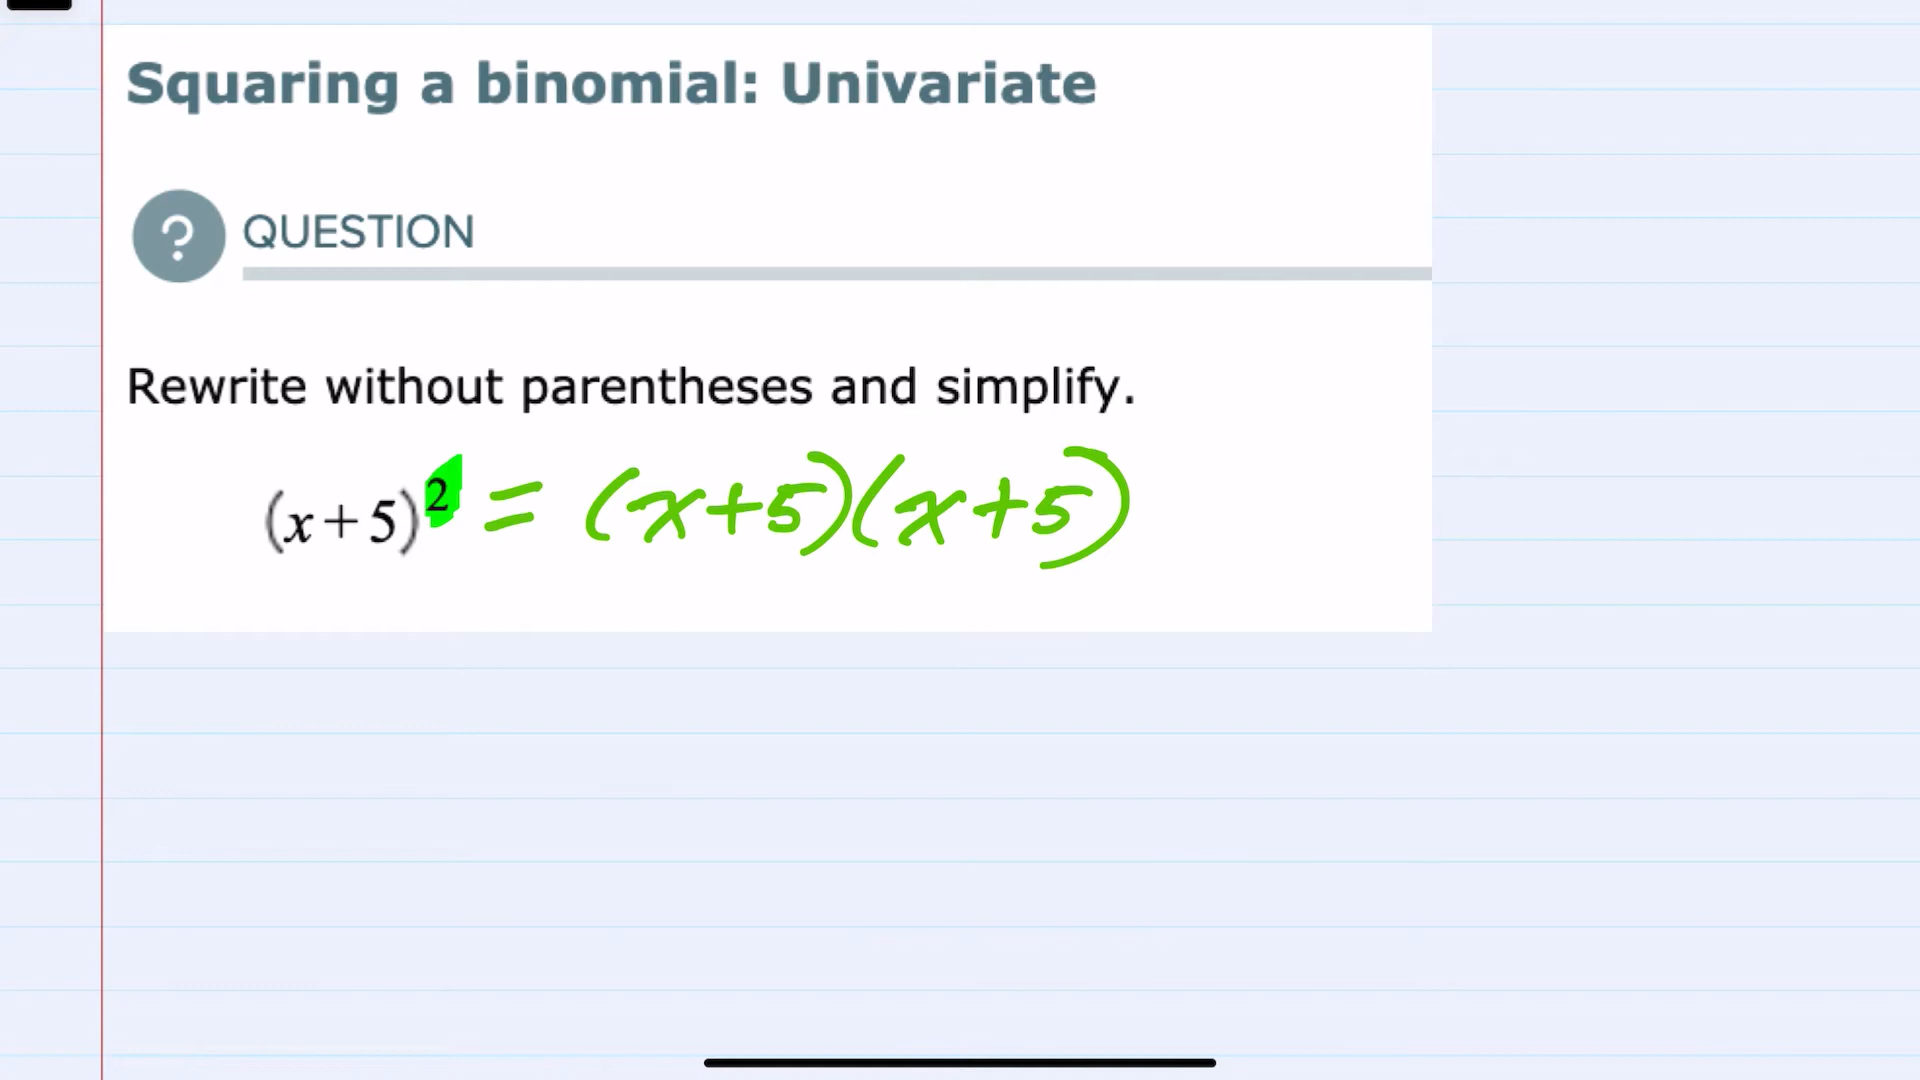 Squaring a binomial: Univariate
? QUESTION
Rewrite without parentheses and simplify.
(x+5)² = (x+5)(x+5)